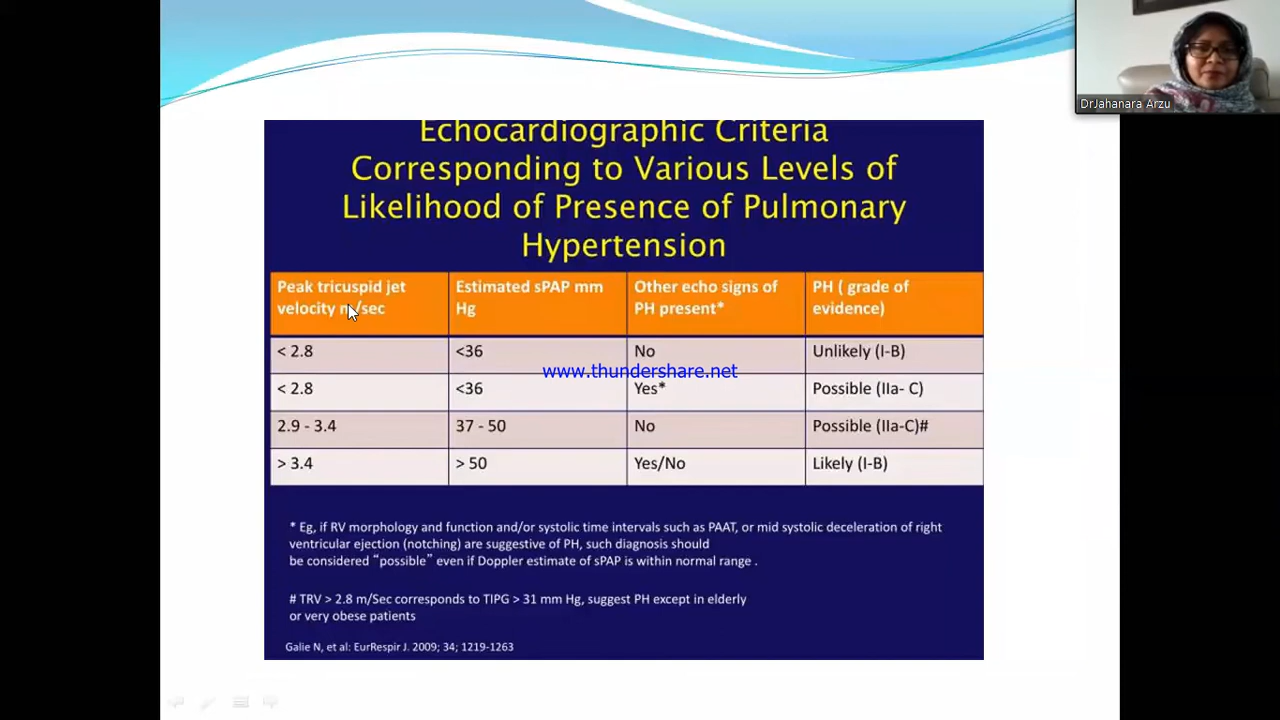 DrJahanara Arzu
Echocardiographic Criteria
Corresponding to Various Levels of
Likelihood of Presence of Pulmonary
Hypertension
Peak tricuspid jet velocity m/sec | Estimated sPAP mm Hg | Other echo signs of PH present* | PH ( grade of evidence)
< 2.8 | <36 | No | Unlikely (I-B)
www.thundershare.net
< 2.8 | <36 | Yes* | Possible (IIa- C)
2.9 - 3.4 | 37 - 50 | No | Possible (IIa-C)#
> 3.4 | > 50 | Yes/No | Likely (I-B)
* Eg, if RV morphology and function and/or systolic time intervals such as PAAT, or mid systolic deceleration of right
ventricular ejection (notching) are suggestive of PH, such diagnosis should
be considered “possible” even if Doppler estimate of sPAP is within normal range .
# TRV > 2.8 m/Sec corresponds to TIPG > 31 mm Hg, suggest PH except in elderly
or very obese patients
Galie N, et al: EurRespir J. 2009; 34; 1219-1263